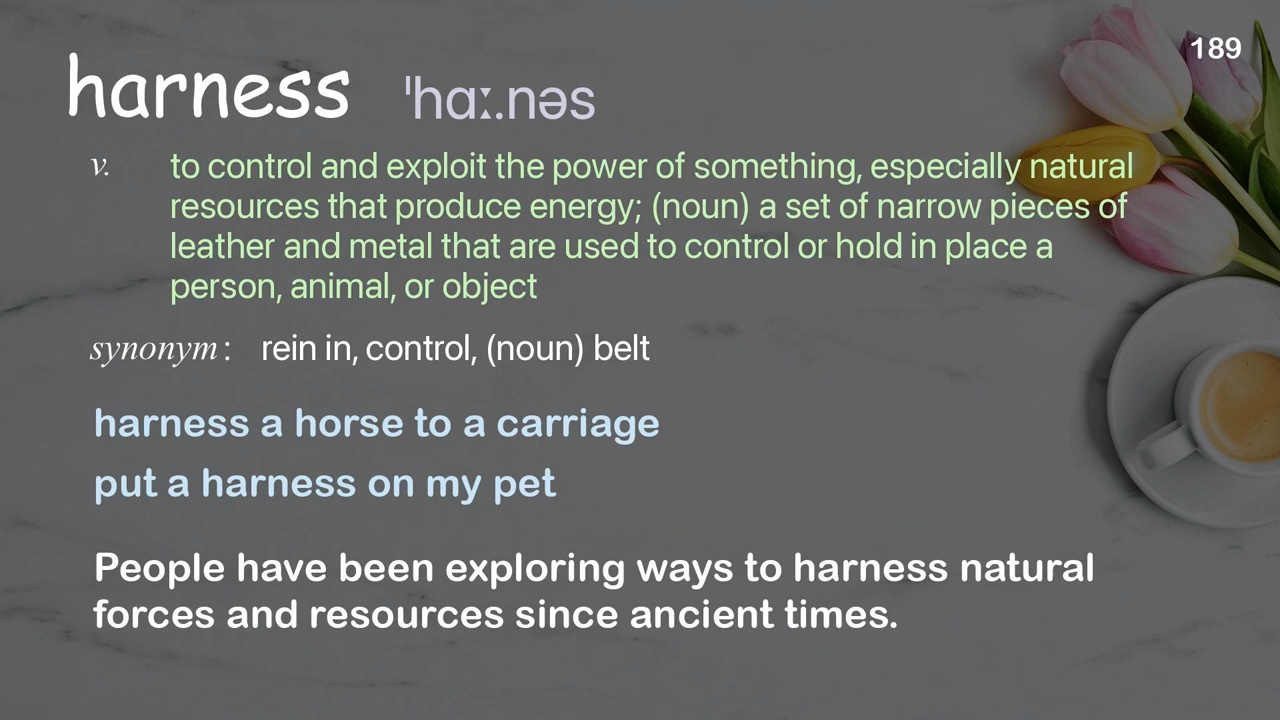 189
harness ˈhɑː.nəs
v. to control and exploit the power of something, especially natural
resources that produce energy; (noun) a set of narrow pieces of
leather and metal that are used to control or hold in place a
person, animal, or object
synonym : rein in, control, (noun) belt
harness a horse to a carriage
put a harness on my pet
People have been exploring ways to harness natural
forces and resources since ancient times.